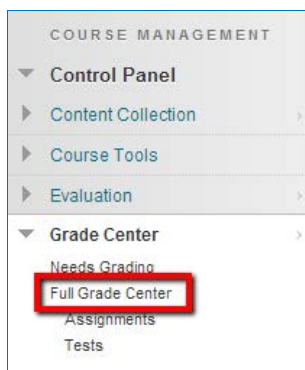 COURSE MANAGEMENT
Control Panel
Content Collection
Course Tools
Evaluation
Grade Center
Needs Grading
Full Grade Center
Assignments
Tests